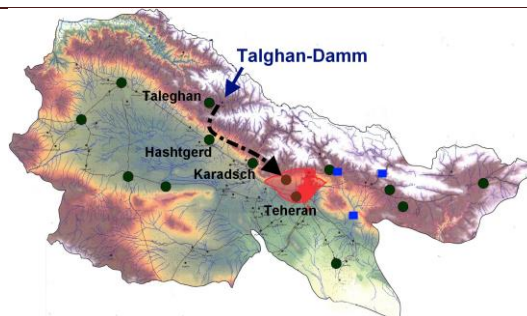 Talghan-Damm
Taleghan
Hashtgerd
Karadsch
Teheran